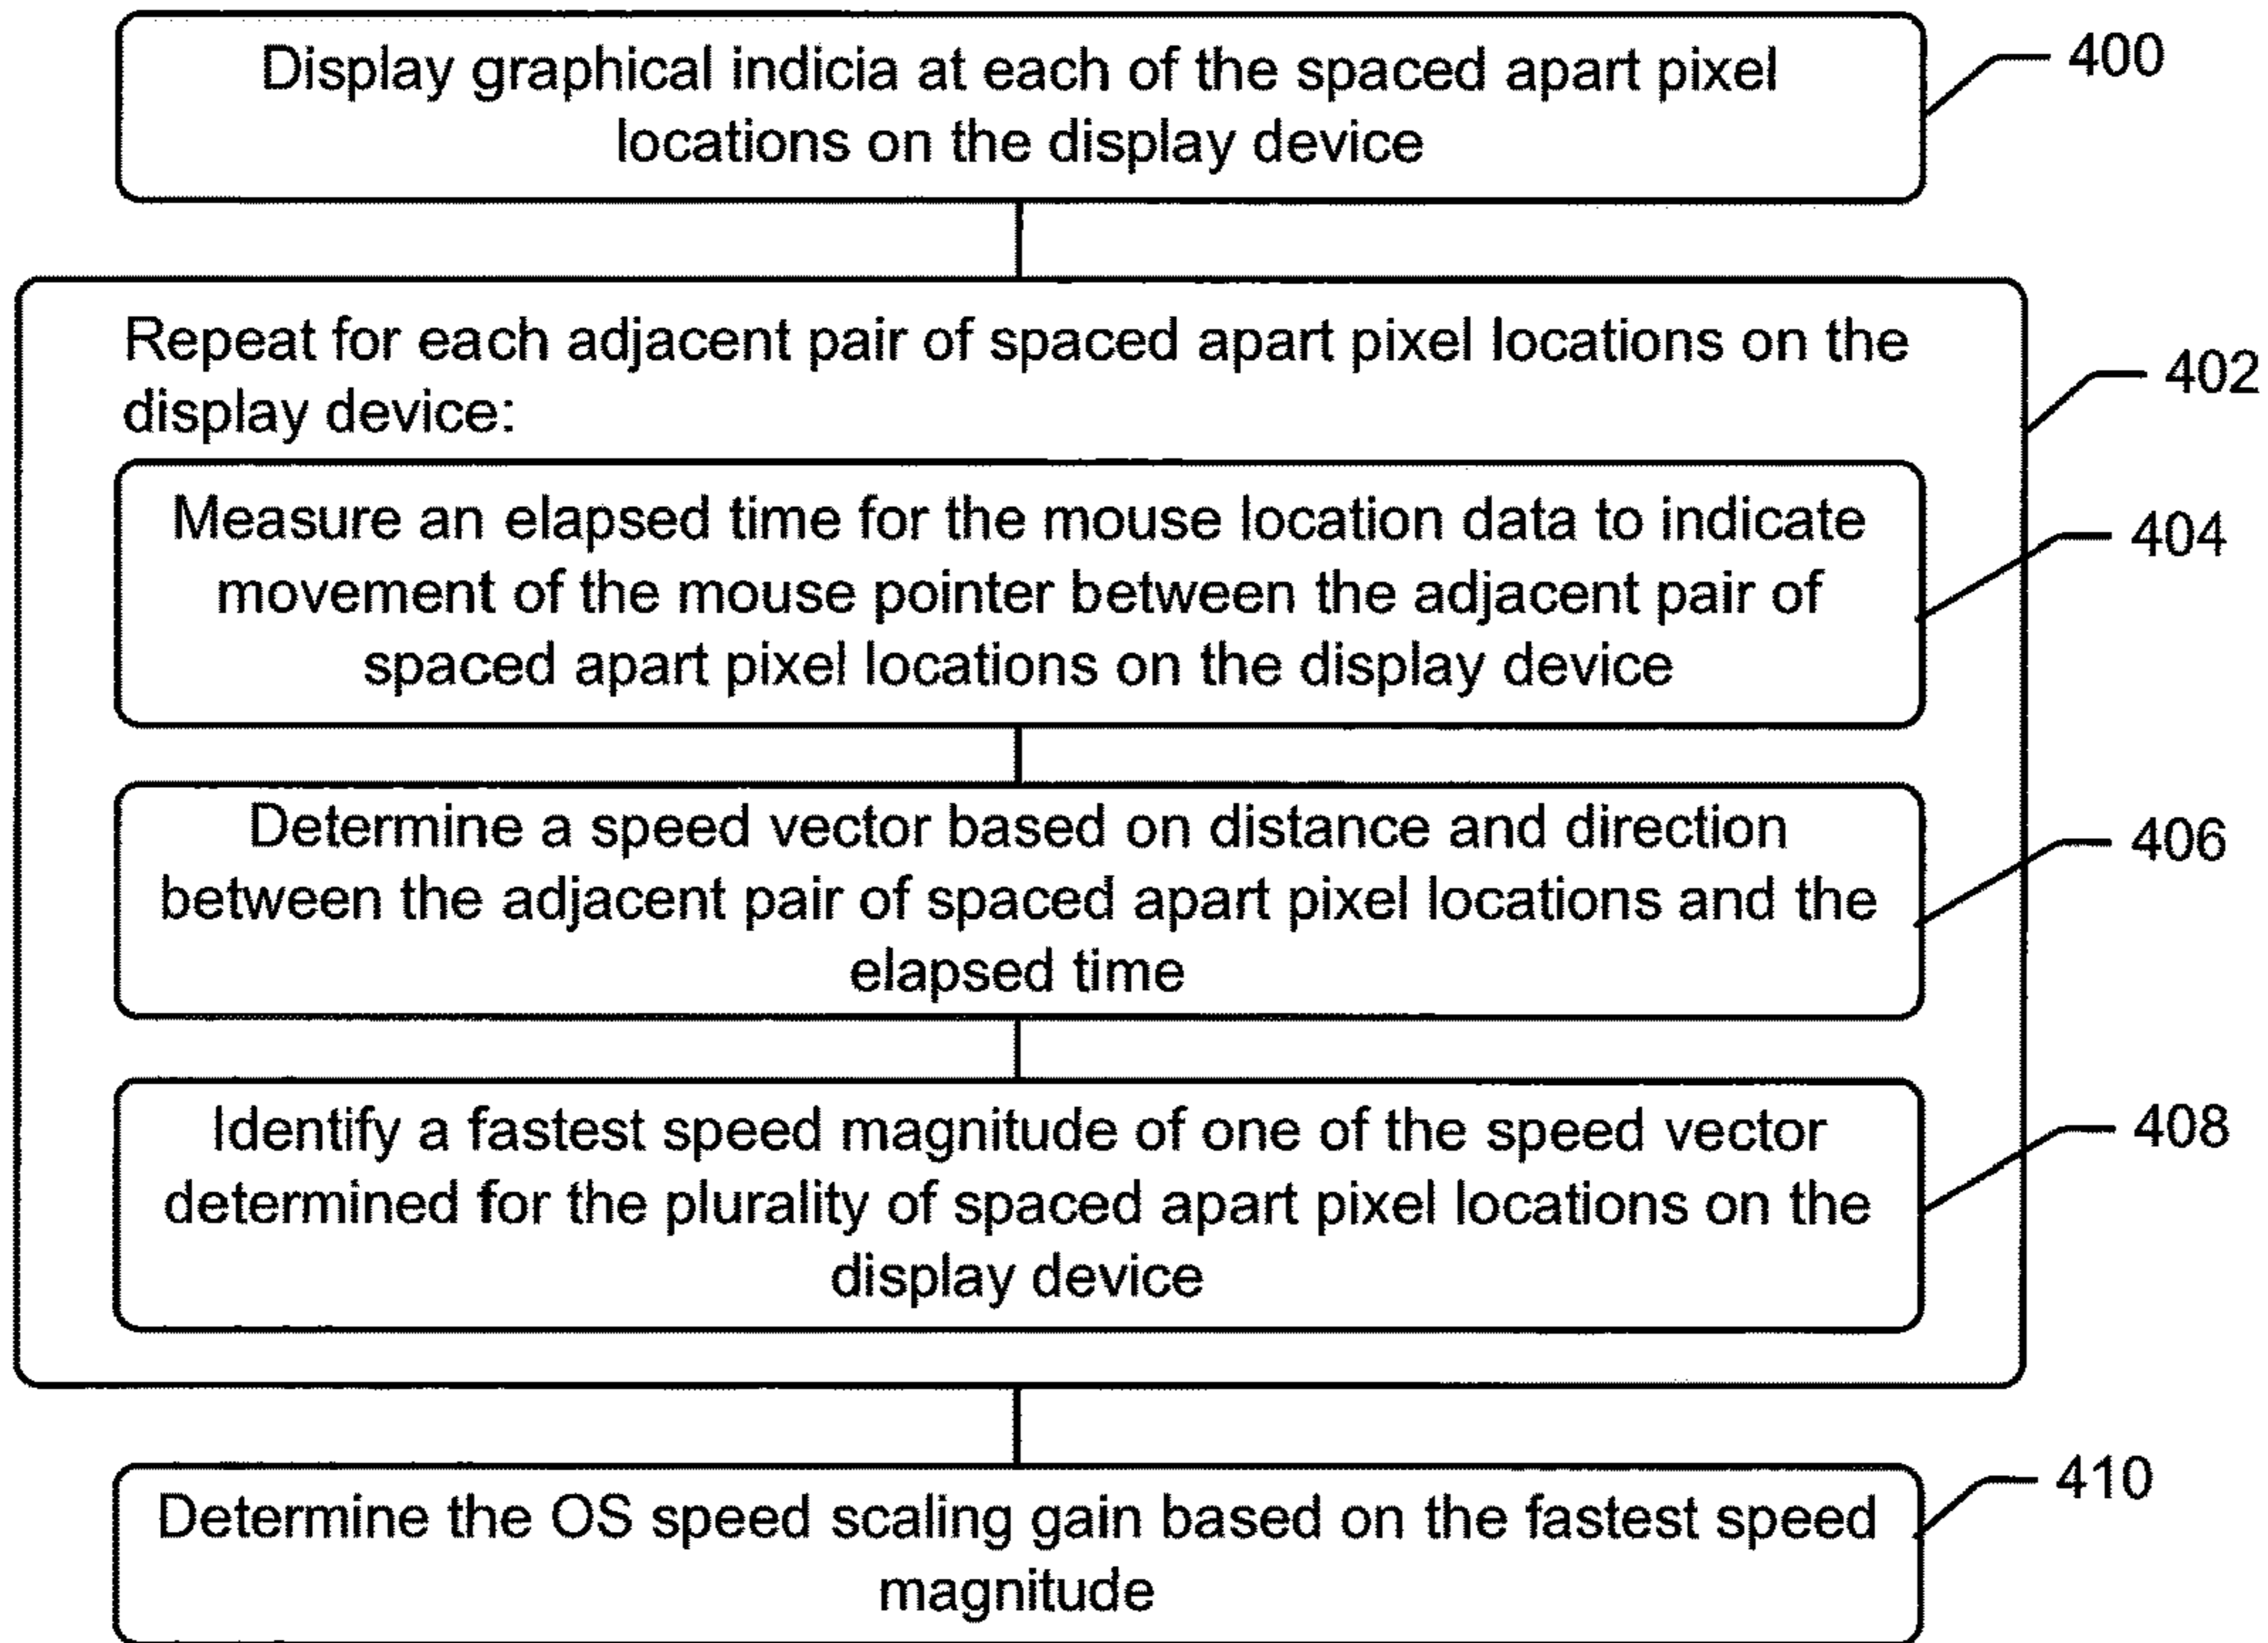 Display graphical indicia at each of the spaced apart pixel
locations on the display device
400
Repeat for each adjacent pair of spaced apart pixel locations on the
display device:
402
Measure an elapsed time for the mouse location data to indicate
movement of the mouse pointer between the adjacent pair of
spaced apart pixel locations on the display device
404
Determine a speed vector based on distance and direction
between the adjacent pair of spaced apart pixel locations and the
elapsed time
406
Identify a fastest speed magnitude of one of the speed vector
determined for the plurality of spaced apart pixel locations on the
display device
408
Determine the OS speed scaling gain based on the fastest speed
magnitude
410